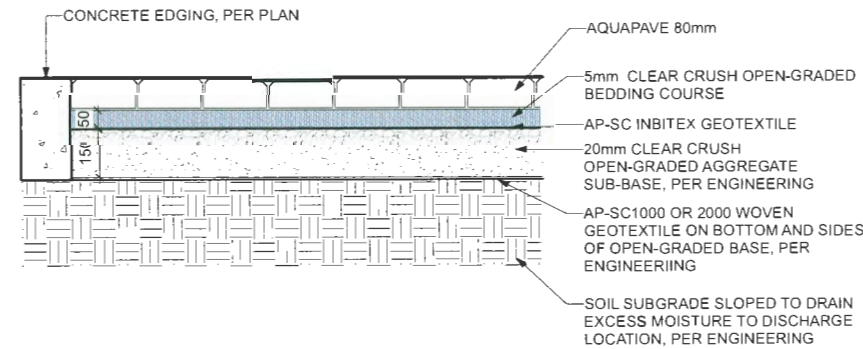 CONCRETE EDGING, PER PLAN
AQUAPAVE 80mm
5mm CLEAR CRUSH OPEN-GRADED
BEDDING COURSE
AP-SC INBITEX GEOTEXTILE
20mm CLEAR CRUSH
OPEN-GRADED AGGREGATE
SUB-BASE, PER ENGINEERING
AP-SC1000 OR 2000 WOVEN
GEOTEXTILE ON BOTTOM AND SIDES
OF OPEN-GRADED BASE, PER
ENGINEERIING
SOIL SUBGRADE SLOPED TO DRAIN
EXCESS MOISTURE TO DISCHARGE
LOCATION, PER ENGINEERING
50
150